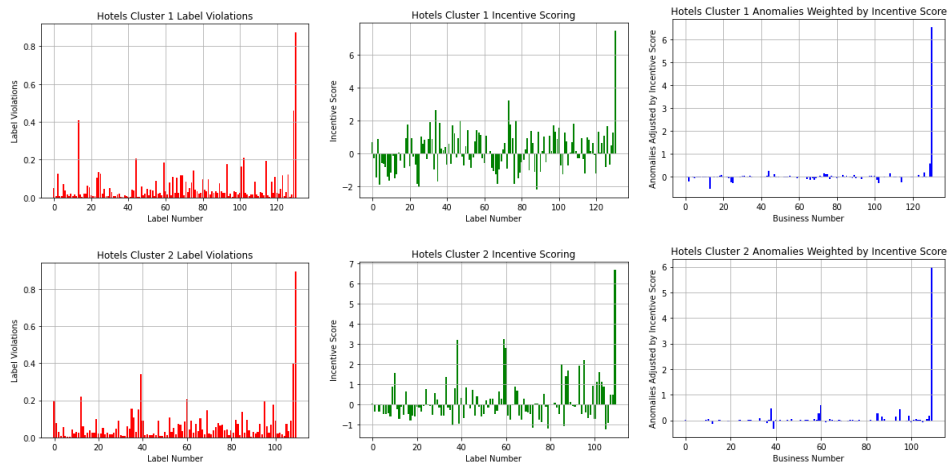 Hotels Cluster 1 Label Violations
Label Violations
0.8
0.6
0.4
0.2
0.0
0 20 40 60 80 100 120
Label Number
Hotels Cluster 1 Incentive Scoring
Incentive Score
6
4
2
0
−2
0 20 40 60 80 100 120
Label Number
Hotels Cluster 1 Anomalies Weighted by Incentive Score
Anomalies Adjusted by Incentive Score
6
5
4
3
2
1
0
−1
0 20 40 60 80 100 120
Business Number
Hotels Cluster 2 Label Violations
Label Violations
0.8
0.6
0.4
0.2
0.0
0 20 40 60 80 100
Label Number
Hotels Cluster 2 Incentive Scoring
Incentive Score
7
6
5
4
3
2
1
0
−1
0 20 40 60 80 100
Label Number
Hotels Cluster 2 Anomalies Weighted by Incentive Score
Anomalies Adjusted by Incentive Score
6
5
4
3
2
1
0
0 20 40 60 80 100
Business Number